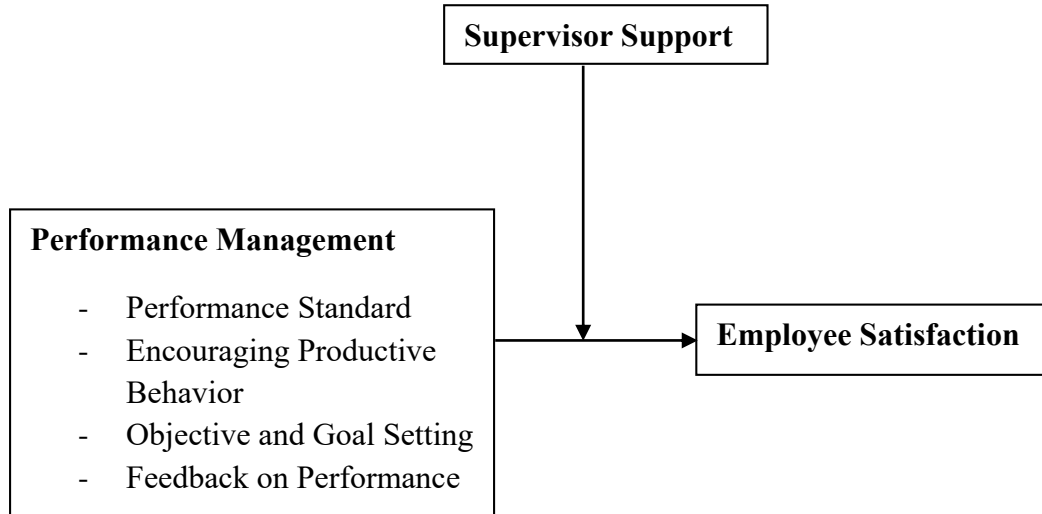 Supervisor Support
Performance Management
- Performance Standard
- Encouraging Productive
Behavior
- Objective and Goal Setting
- Feedback on Performance
Employee Satisfaction